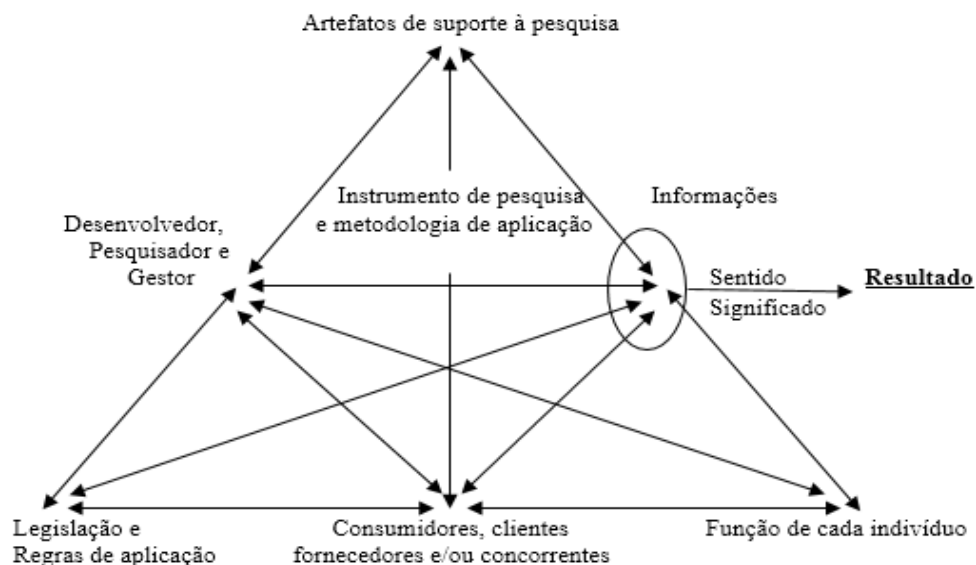 Artefatos de suporte à pesquisa
Instrumento de pesquisa
e metodologia de aplicação
Informações
Desenvolvedor,
Pesquisador e
Gestor
Sentido
Significado
Resultado
Legislação e
Regras de aplicação
Consumidores, clientes
fornecedores e/ou concorrentes
Função de cada indivíduo